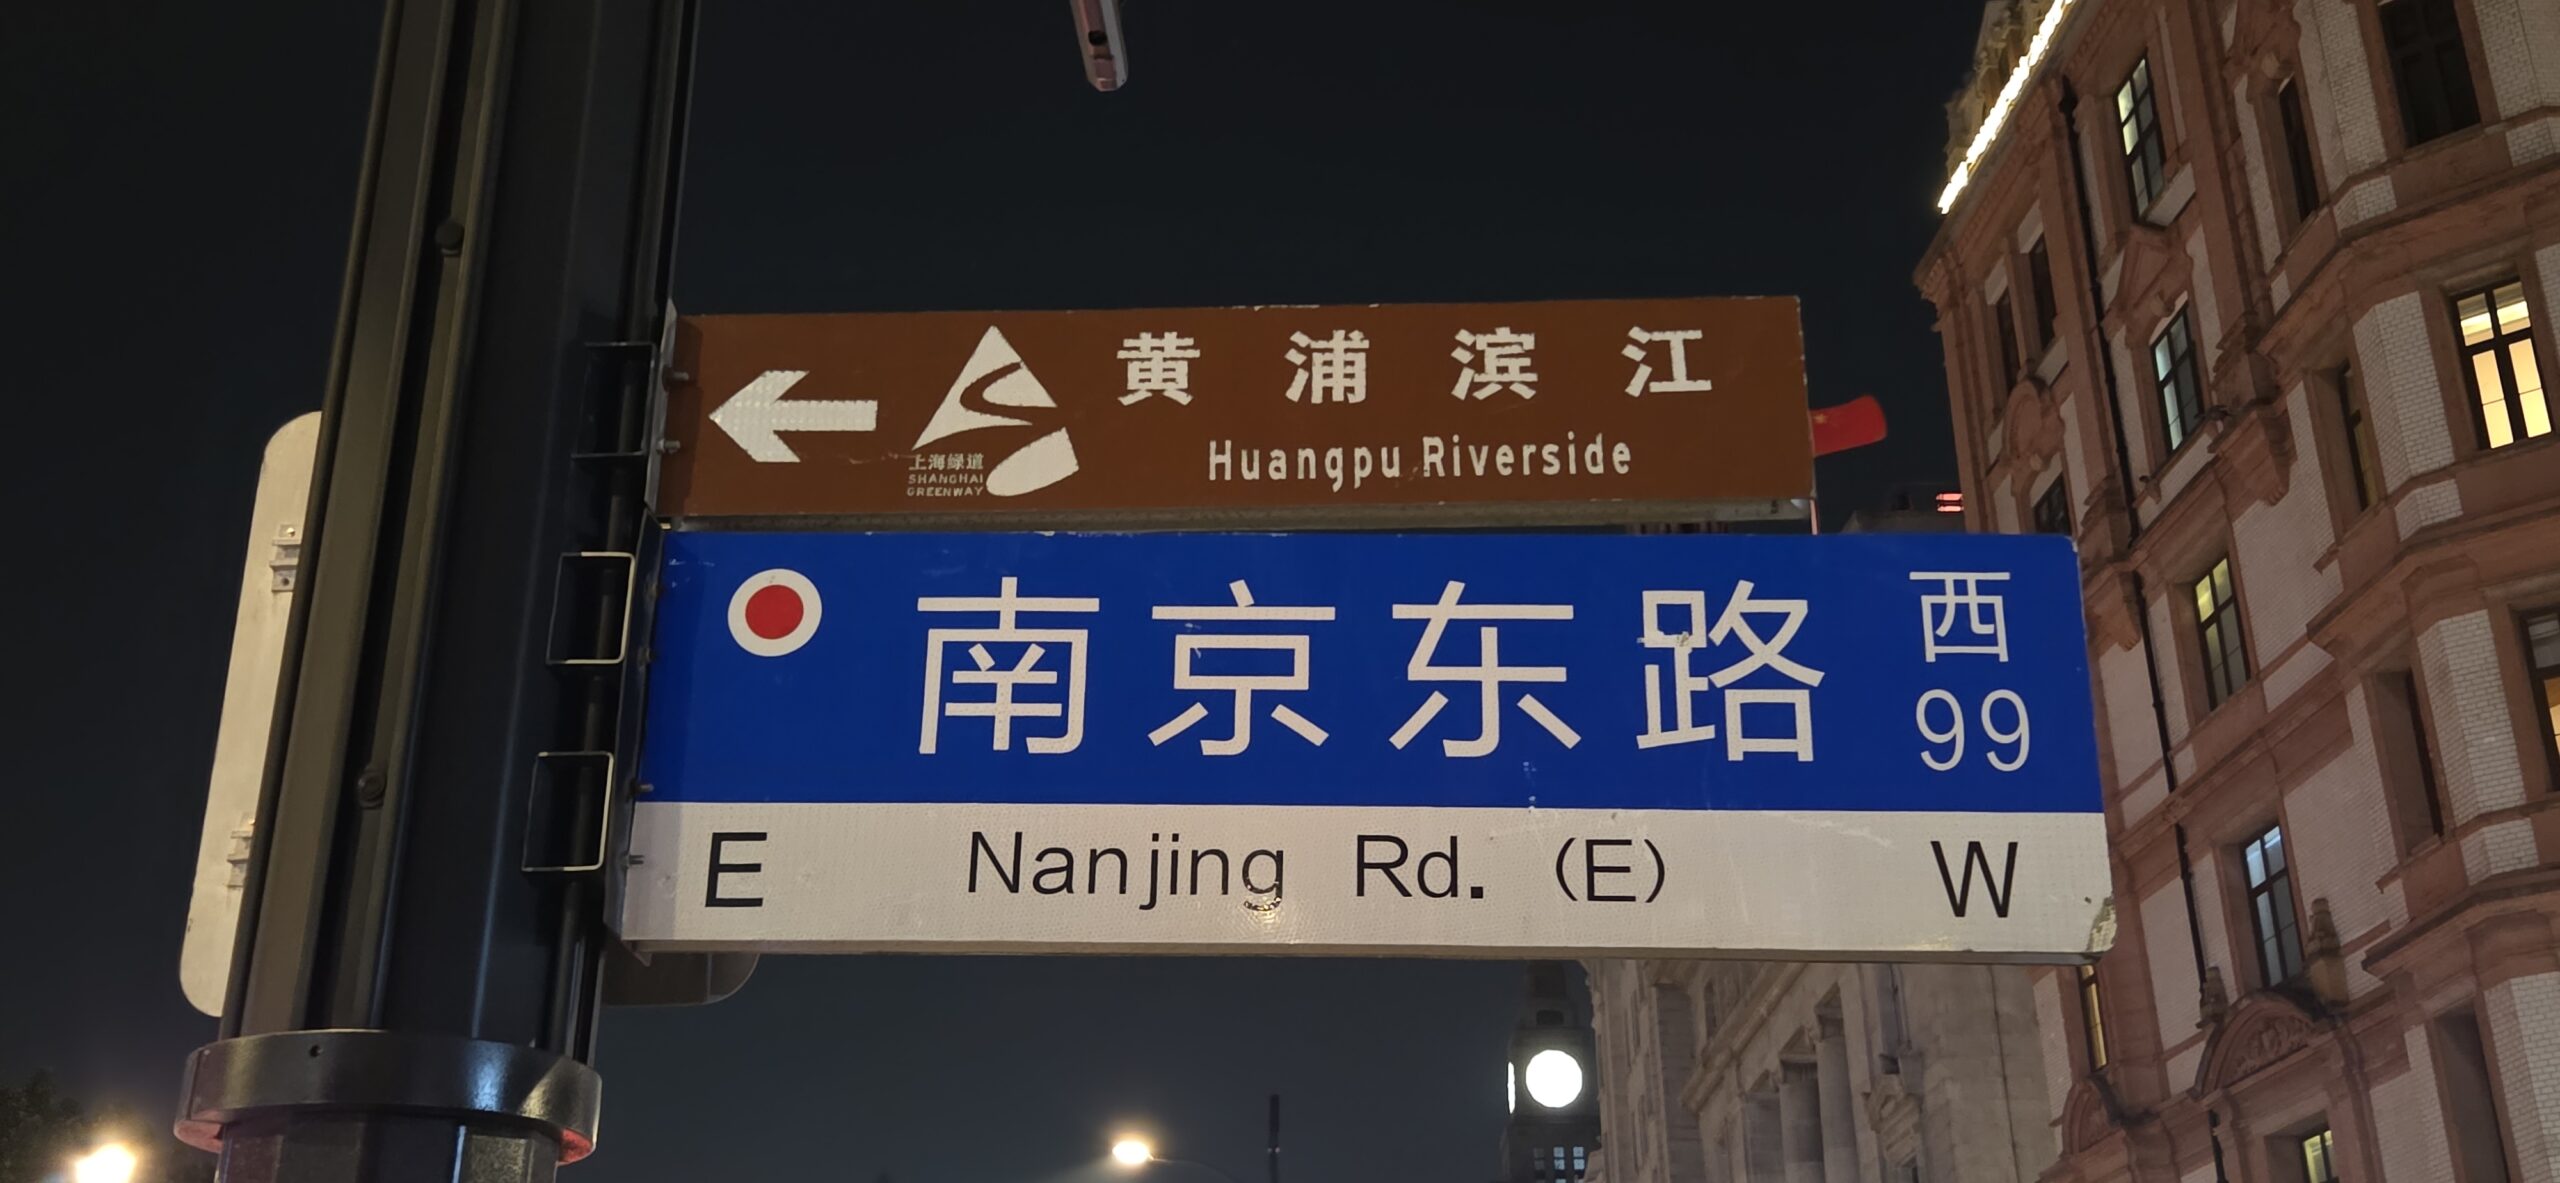 黄浦滨江
Huangpu Riverside
上海绿道
SHANGHAI
GREENWAY
南京东路
西
99
E Nanjing Rd. (E) W